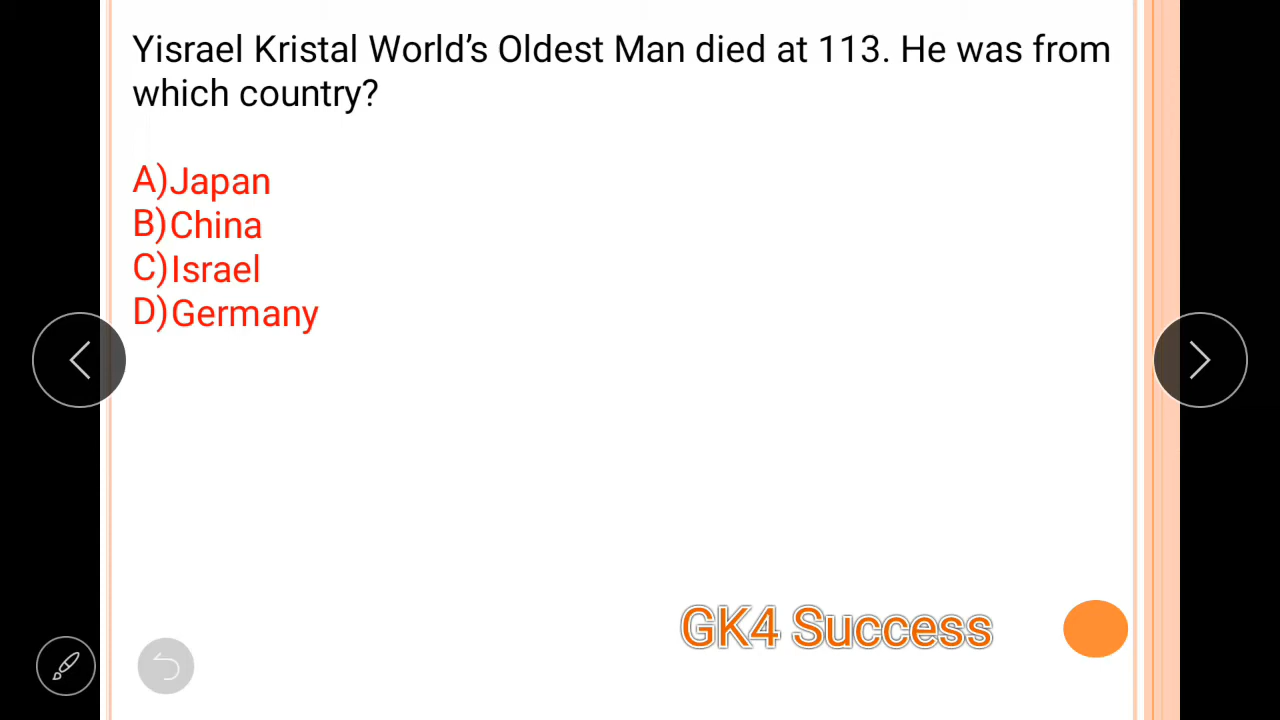 Yisrael Kristal World’s Oldest Man died at 113. He was from
which country?
A)Japan
B)China
C)Israel
D)Germany
GK4 Success